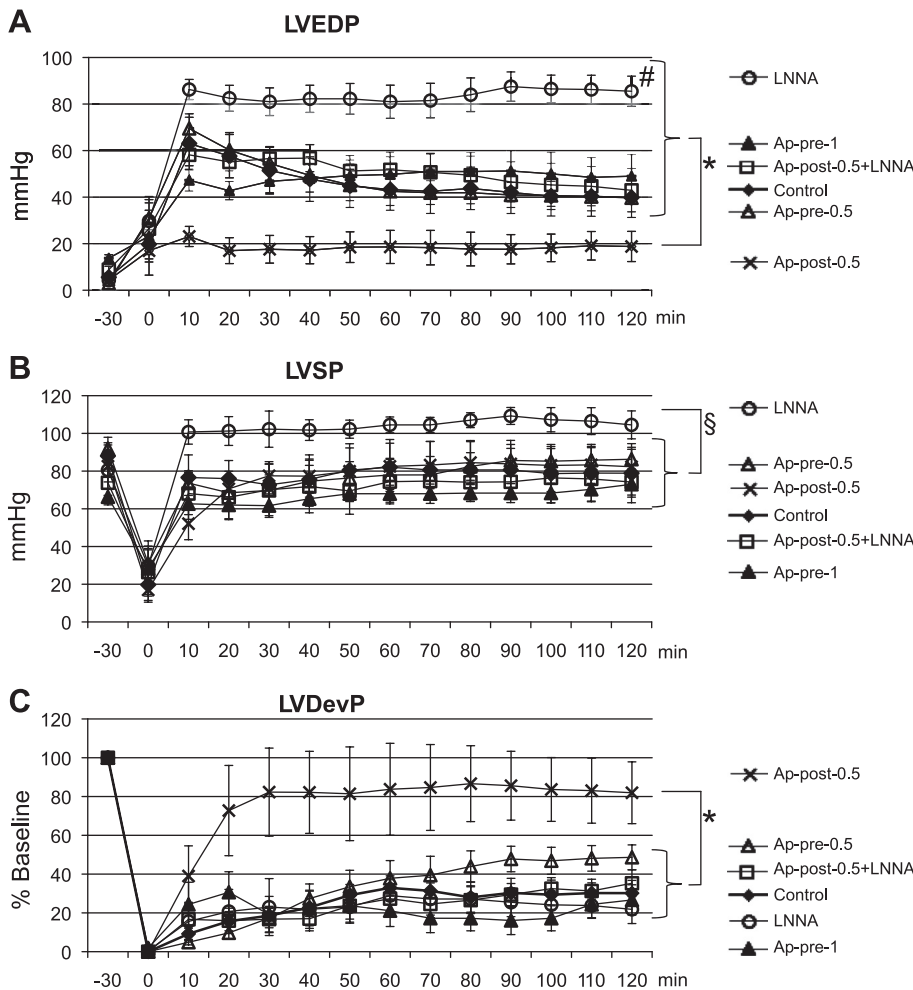 A
LVEDP
100
80
60
40
20
0
mmHg
-30 0 10 20 30 40 50 60 70 80 90 100 110 120 min
#
*
LNNA
Ap-pre-1
Ap-post-0.5+LNNA
Control
Ap-pre-0.5
Ap-post-0.5
B
LVSP
120
100
80
60
40
20
0
mmHg
-30 0 10 20 30 40 50 60 70 80 90 100 110 120 min
§
LNNA
Ap-pre-0.5
Ap-post-0.5
Control
Ap-post-0.5+LNNA
Ap-pre-1
C
LVDevP
120
100
80
60
40
20
0
% Baseline
-30 0 10 20 30 40 50 60 70 80 90 100 110 120 min
*
Ap-post-0.5
Ap-pre-0.5
Ap-post-0.5+LNNA
Control
LNNA
Ap-pre-1